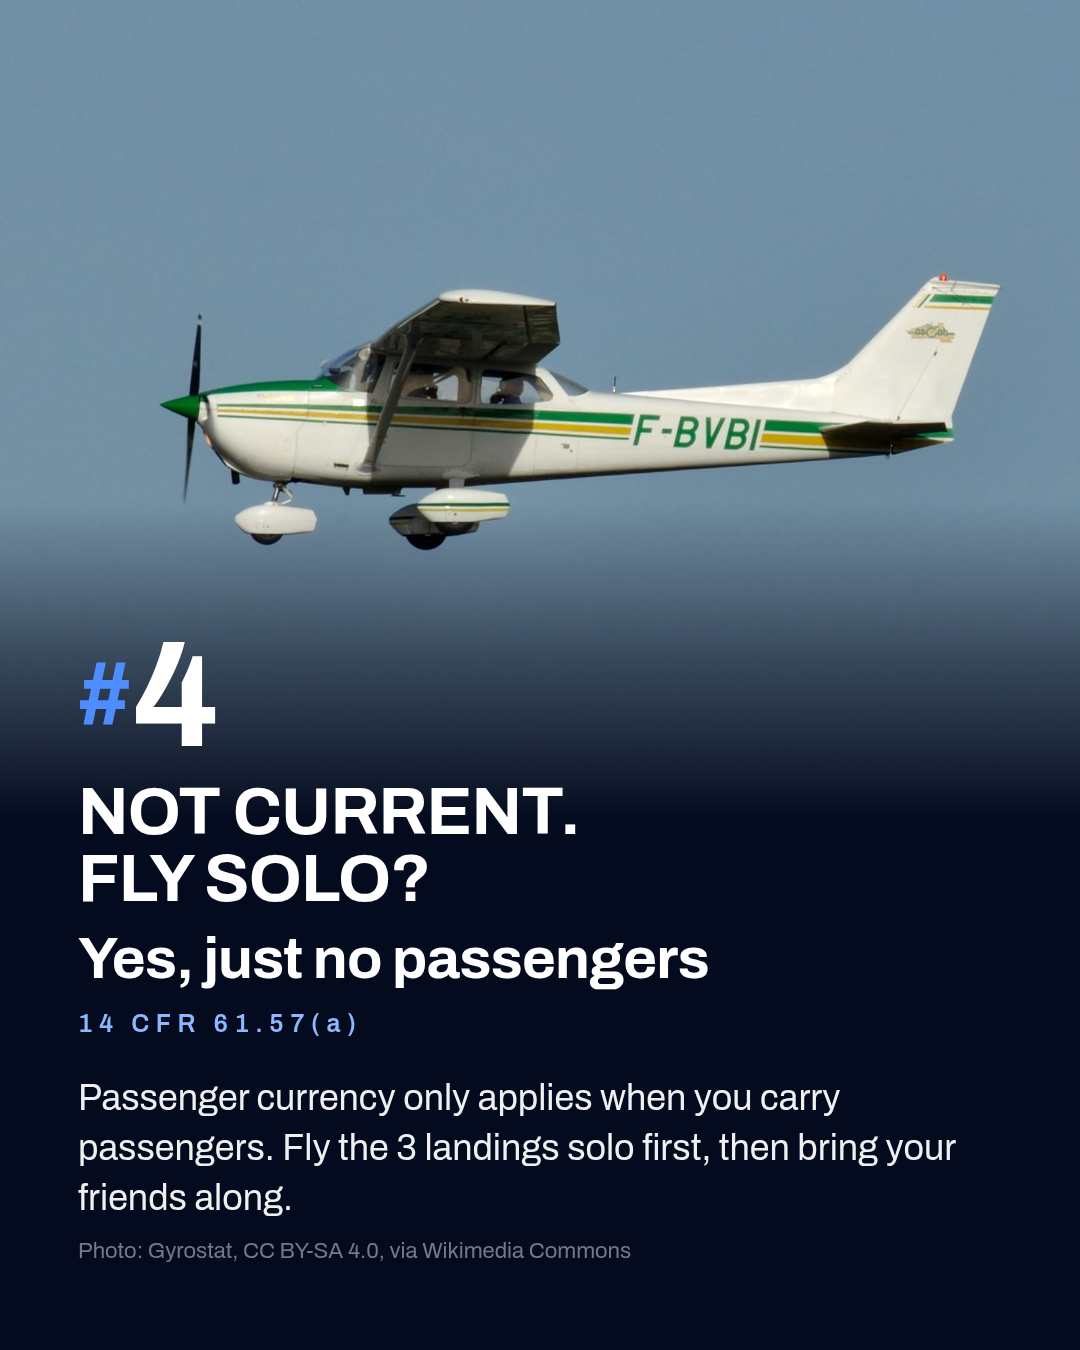 F-BVBI
#4
NOT CURRENT.
FLY SOLO?
Yes, just no passengers
14 CFR 61.57(a)
Passenger currency only applies when you carry
passengers. Fly the 3 landings solo first, then bring your
friends along.
Photo: Gyrostat, CC BY-SA 4.0, via Wikimedia Commons